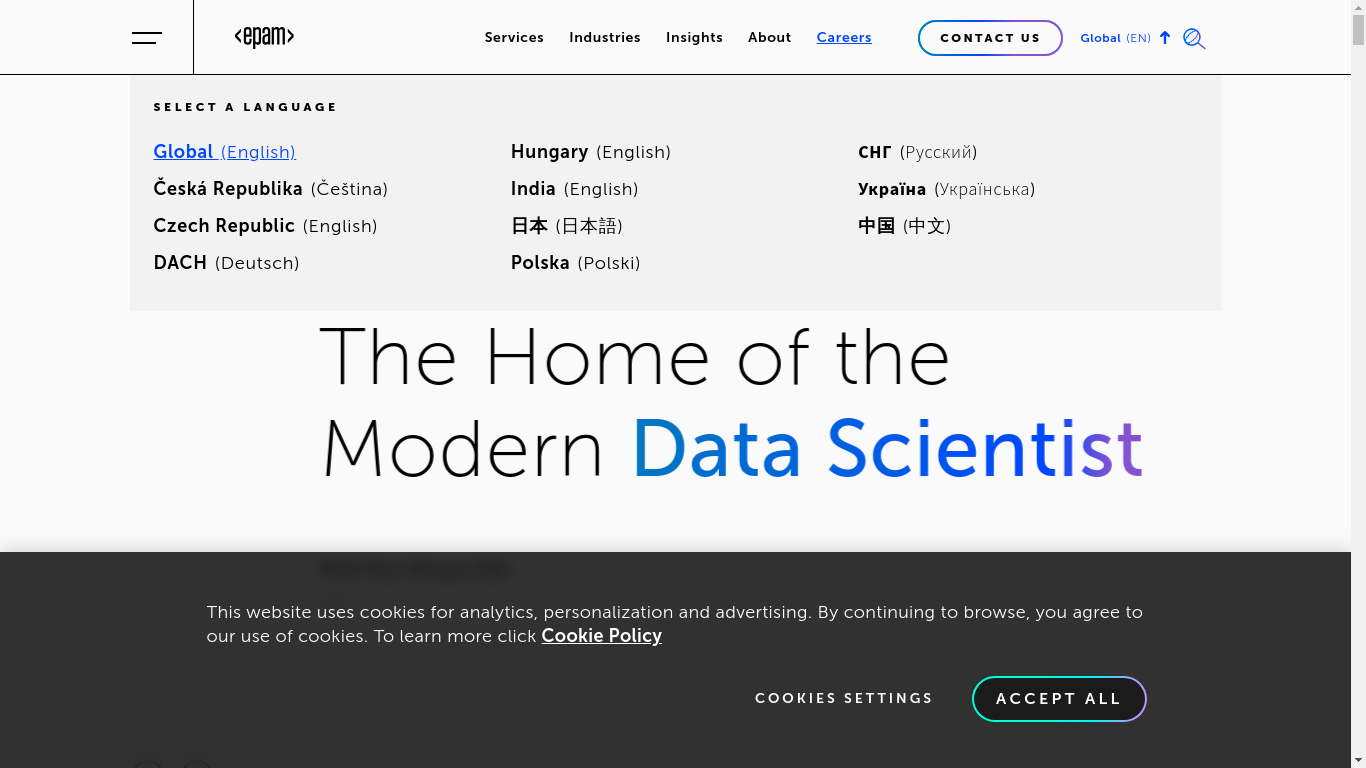 <epam>
Services
Industries
Insights
About
Careers
CONTACT US
Global (EN)
SELECT A LANGUAGE
Global (English)
Česká Republika (Čeština)
Czech Republic (English)
DACH (Deutsch)
Hungary (English)
India (English)
日本 (日本語)
Polska (Polski)
СНГ (Русский)
Україна (Українська)
中国 (中文)
The Home of the
Modern Data Scientist
This website uses cookies for analytics, personalization and advertising. By continuing to browse, you agree to
our use of cookies. To learn more click Cookie Policy
COOKIES SETTINGS
ACCEPT ALL